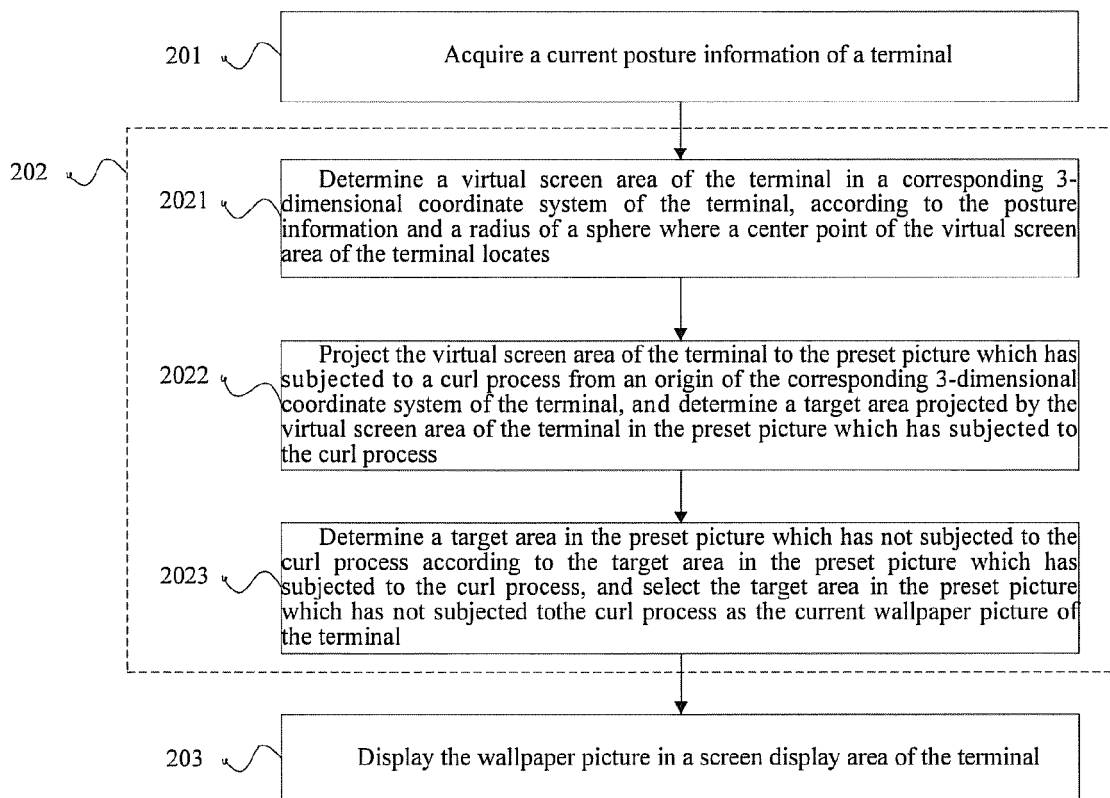 201
Acquire a current posture information of a terminal
202
2021
Determine a virtual screen area of the terminal in a corresponding 3-
dimensional coordinate system of the terminal, according to the posture
information and a radius of a sphere where a center point of the virtual screen
area of the terminal locates
2022
Project the virtual screen area of the terminal to the preset picture which has
subjected to a curl process from an origin of the corresponding 3-dimensional
coordinate system of the terminal, and determine a target area projected by the
virtual screen area of the terminal in the preset picture which has subjected to
the curl process
2023
Determine a target area in the preset picture which has not subjected to the
curl process according to the target area in the preset picture which has
subjected to the curl process, and select the target area in the preset picture
which has not subjected tothe curl process as the current wallpaper picture of
the terminal
203
Display the wallpaper picture in a screen display area of the terminal